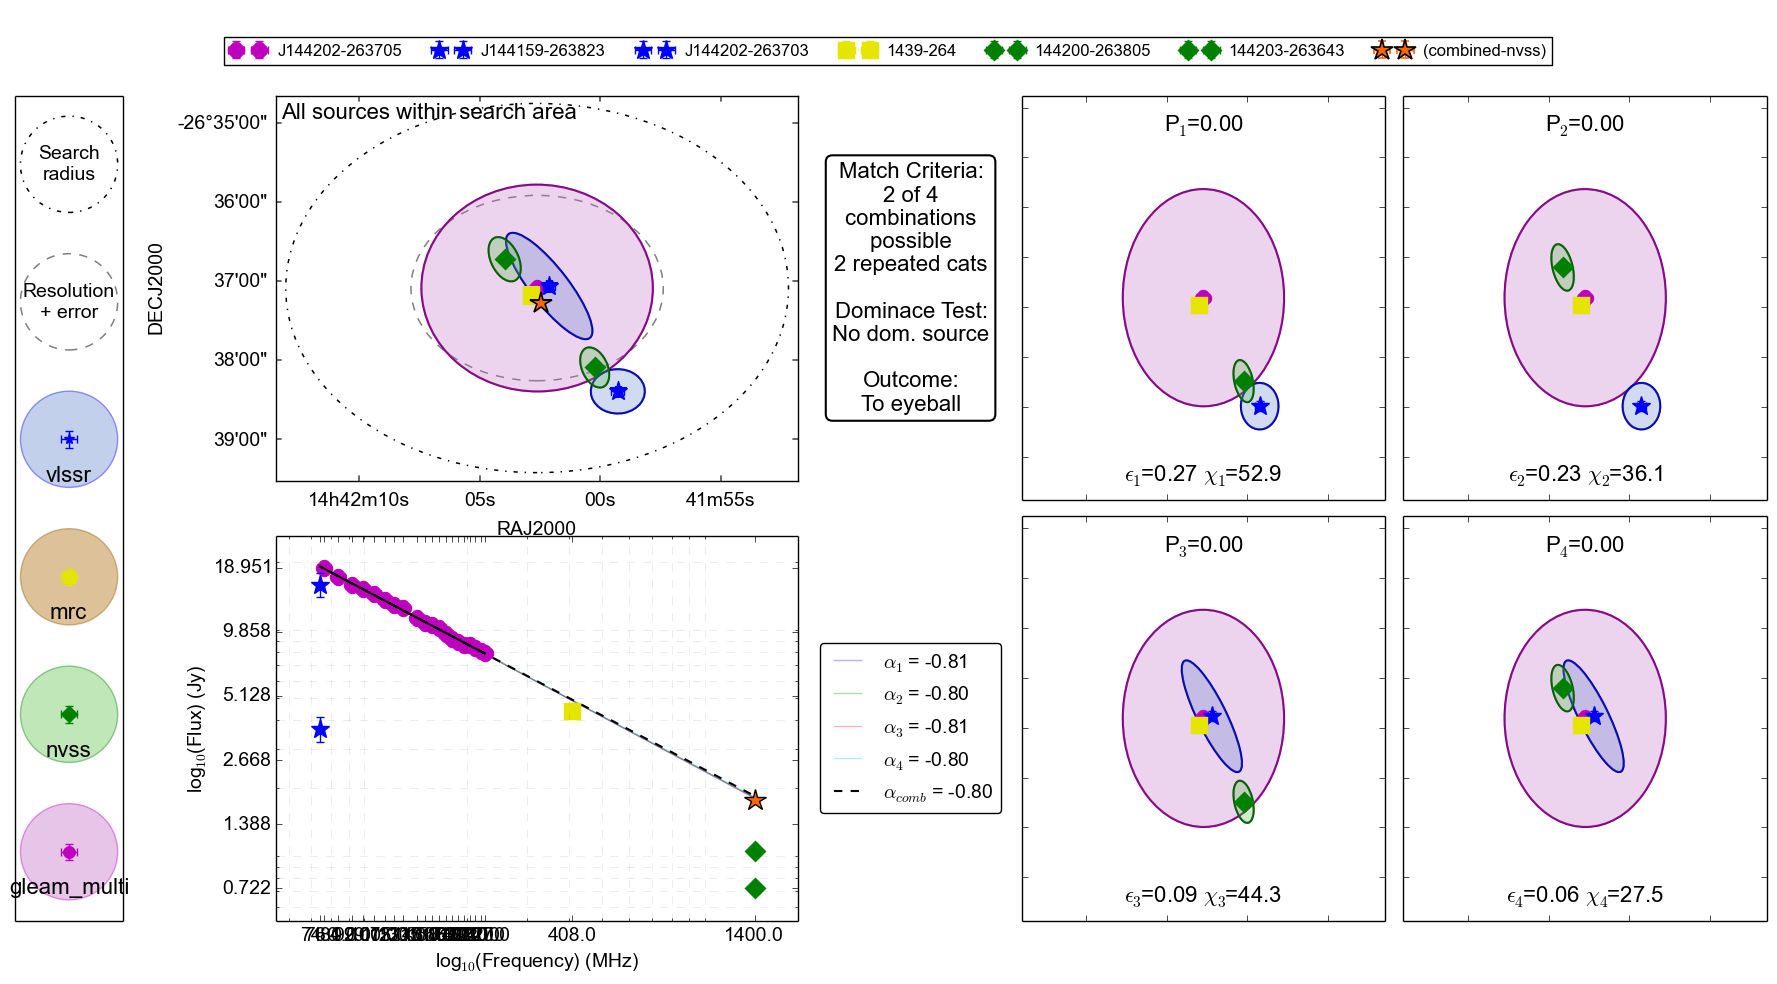 J144202-263705 J144159-263823 J144202-263703 1439-264 144200-263805 144203-263643 (combined-nvss)
Search
radius
Resolution
+ error
vlssr
mrc
nvss
gleam_multi
All sources within search area
DECJ2000
-26°35'00"
36'00"
37'00"
38'00"
39'00"
14h42m10s 05s 00s 41m55s
RAJ2000
Match Criteria:
2 of 4
combinations
possible
2 repeated cats
Dominace Test:
No dom. source
Outcome:
To eyeball
P1=0.00
ϵ1=0.27 χ1=52.9
P2=0.00
ϵ2=0.23 χ2=36.1
P3=0.00
ϵ3=0.09 χ3=44.3
P4=0.00
ϵ4=0.06 χ4=27.5
log10(Flux) (Jy)
18.951
9.858
5.128
2.668
1.388
0.722
408.0 1400.0
log10(Frequency) (MHz)
α1 = -0.81
α2 = -0.80
α3 = -0.81
α4 = -0.80
αcomb = -0.80